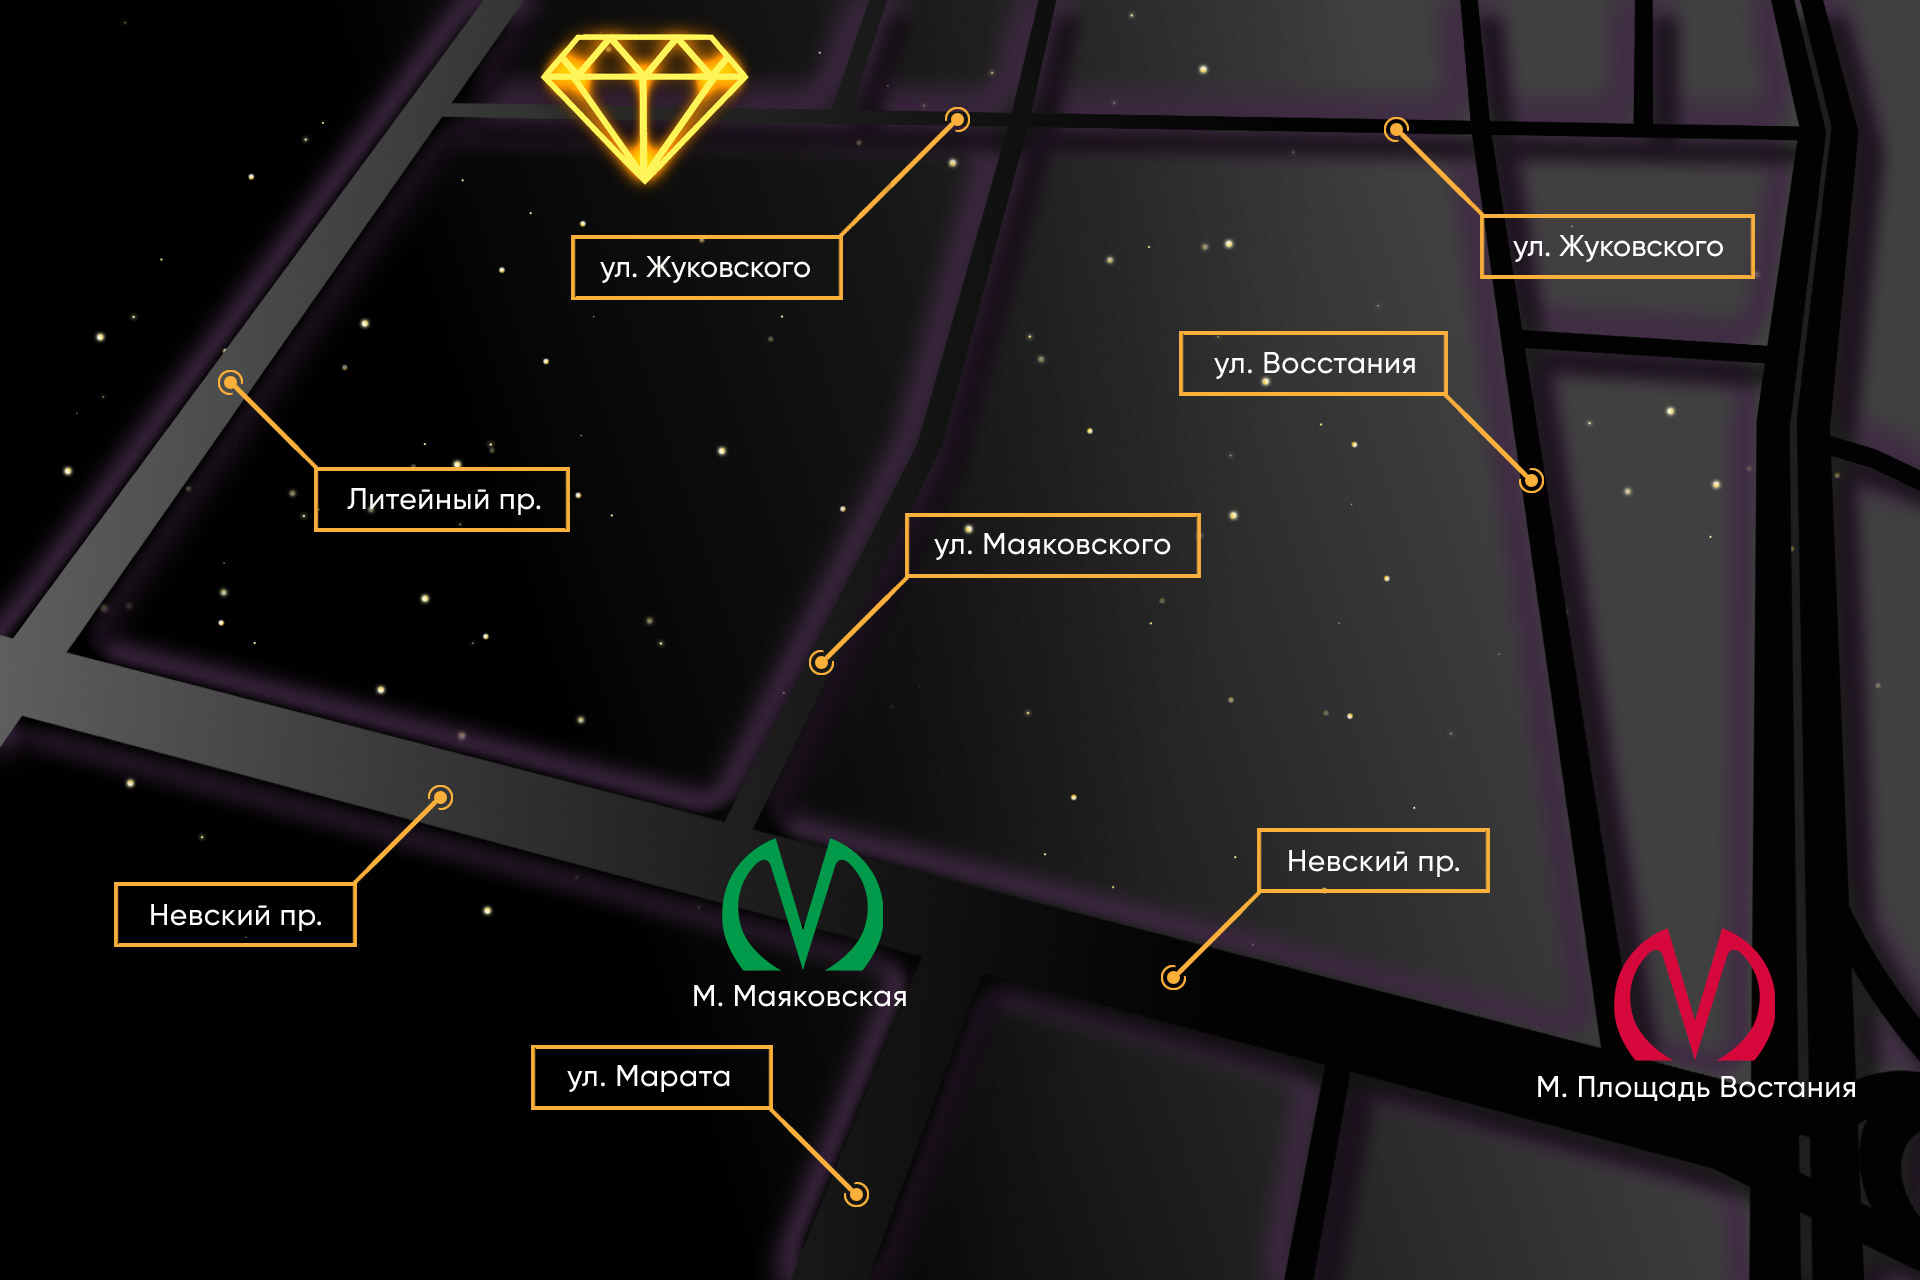 ул. Жуковского
ул. Жуковского
ул. Восстания
Литейный пр.
ул. Маяковского
Невский пр.
Невский пр.
М. Маяковская
ул. Марата
М. Площадь Востания